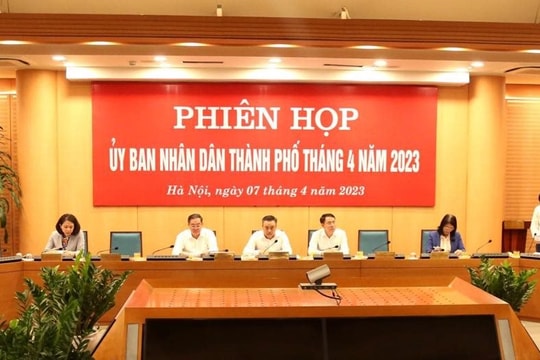 PHIÊN HỌP
ỦY BAN NHÂN DÂN THÀNH PHỐ THÁNG 4 NĂM 2023
Hà Nội, ngày 07 tháng 4 năm 2023